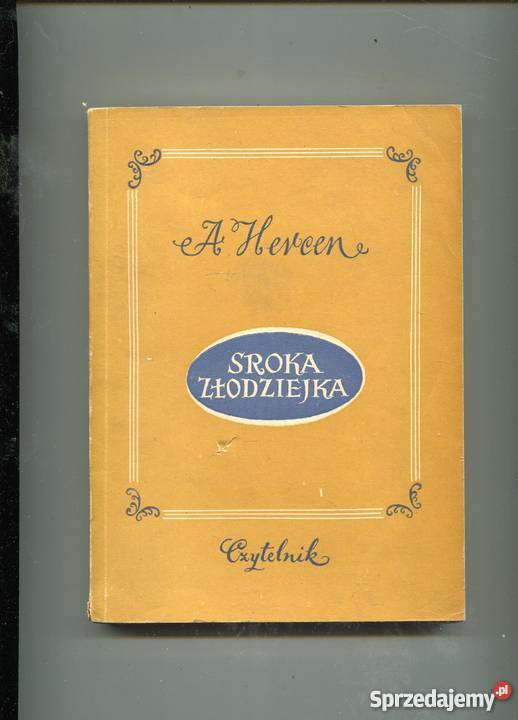 A Hercen
SROKA
ZŁODZIEJKA
Czytelnik
Sprzedajemy.pl